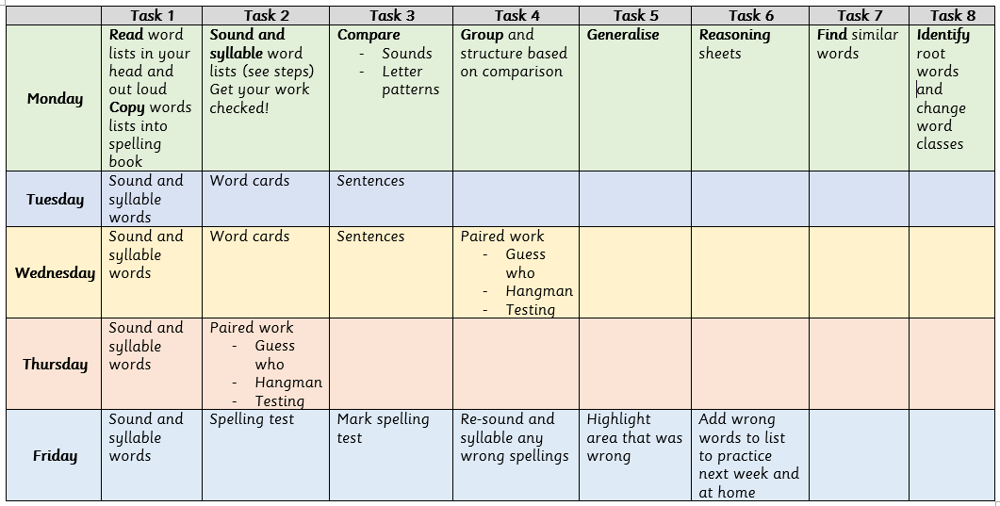 Task 1 Task 2 Task 3 Task 4 Task 5 Task 6 Task 7 Task 8
Monday
Read word
lists in your
head and
out loud
Copy words
lists into
spelling
book
Sound and
syllable word
lists (see steps)
Get your work
checked!
Compare
- Sounds
- Letter
patterns
Group and
structure based
on comparison
Generalise
Reasoning
sheets
Find similar
words
Identify
root
words
and
change
word
classes
Tuesday
Sound and
syllable
words
Word cards
Sentences
Wednesday
Sound and
syllable
words
Word cards
Sentences
Paired work
- Guess
who
- Hangman
- Testing
Thursday
Sound and
syllable
words
Paired work
- Guess
who
- Hangman
- Testing
Friday
Sound and
syllable
words
Spelling test
Mark spelling
test
Re-sound and
syllable any
wrong spellings
Highlight
area that was
wrong
Add wrong
words to list
to practice
next week and
at home